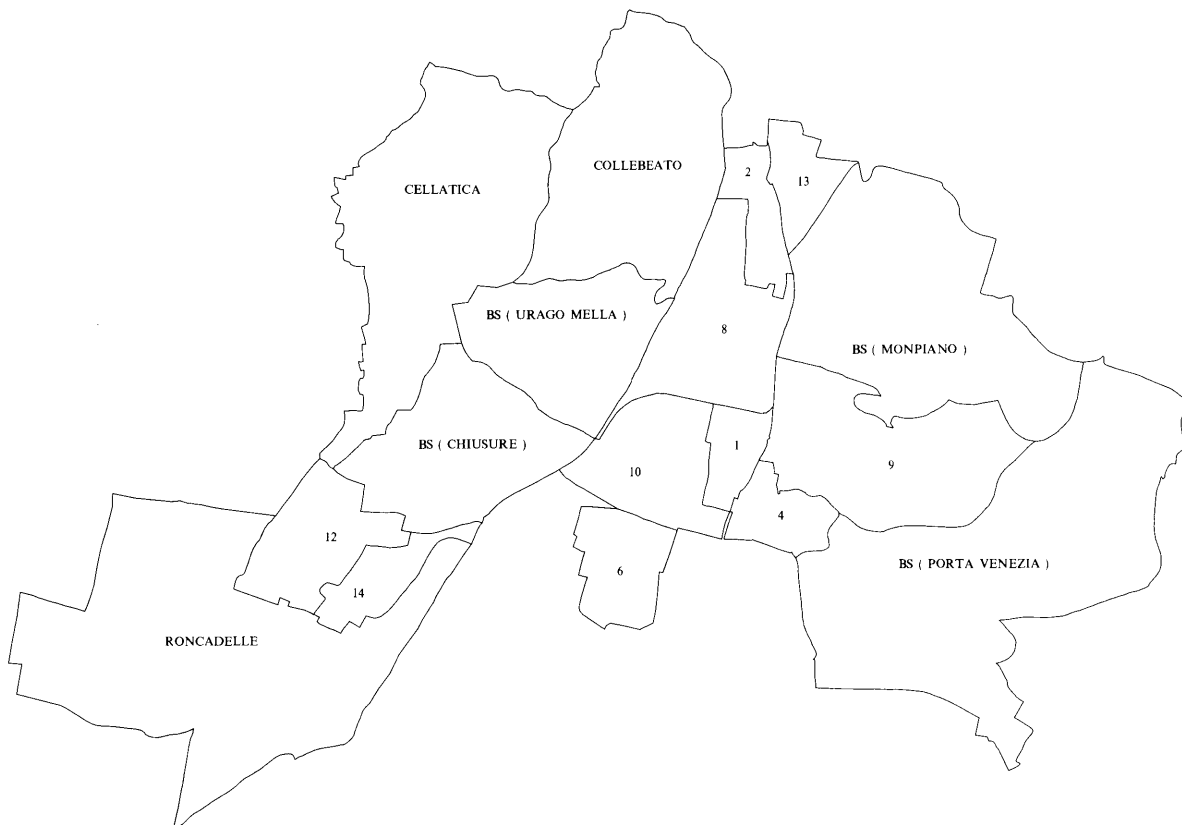 COLLEBEATO
2
13
CELLATICA
BS ( URAGO MELLA )
8
BS ( MONPIANO )
BS ( CHIUSURE )
1
10
9
4
12
BS ( PORTA VENEZIA )
6
14
RONCADELLE